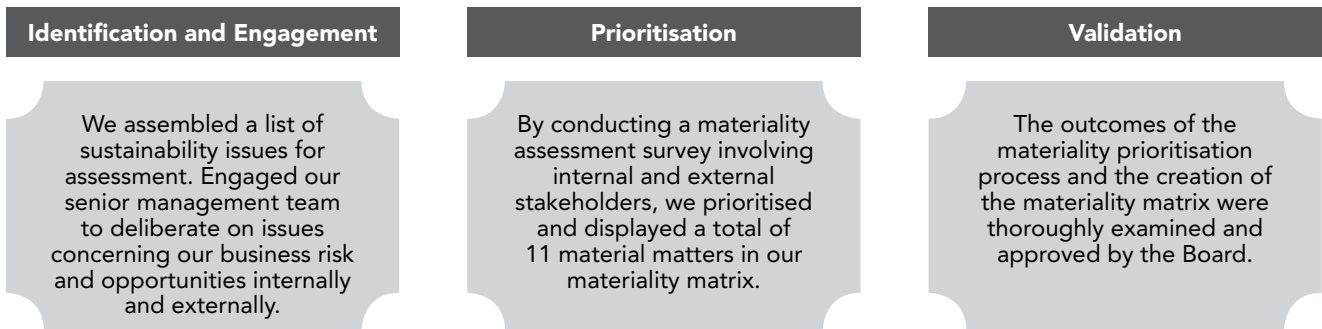 Identification and Engagement
We assembled a list of
sustainability issues for
assessment. Engaged our
senior management team
to deliberate on issues
concerning our business risk
and opportunities internally
and externally.
Prioritisation
By conducting a materiality
assessment survey involving
internal and external
stakeholders, we prioritised
and displayed a total of
11 material matters in our
materiality matrix.
Validation
The outcomes of the
materiality prioritisation
process and the creation of
the materiality matrix were
thoroughly examined and
approved by the Board.